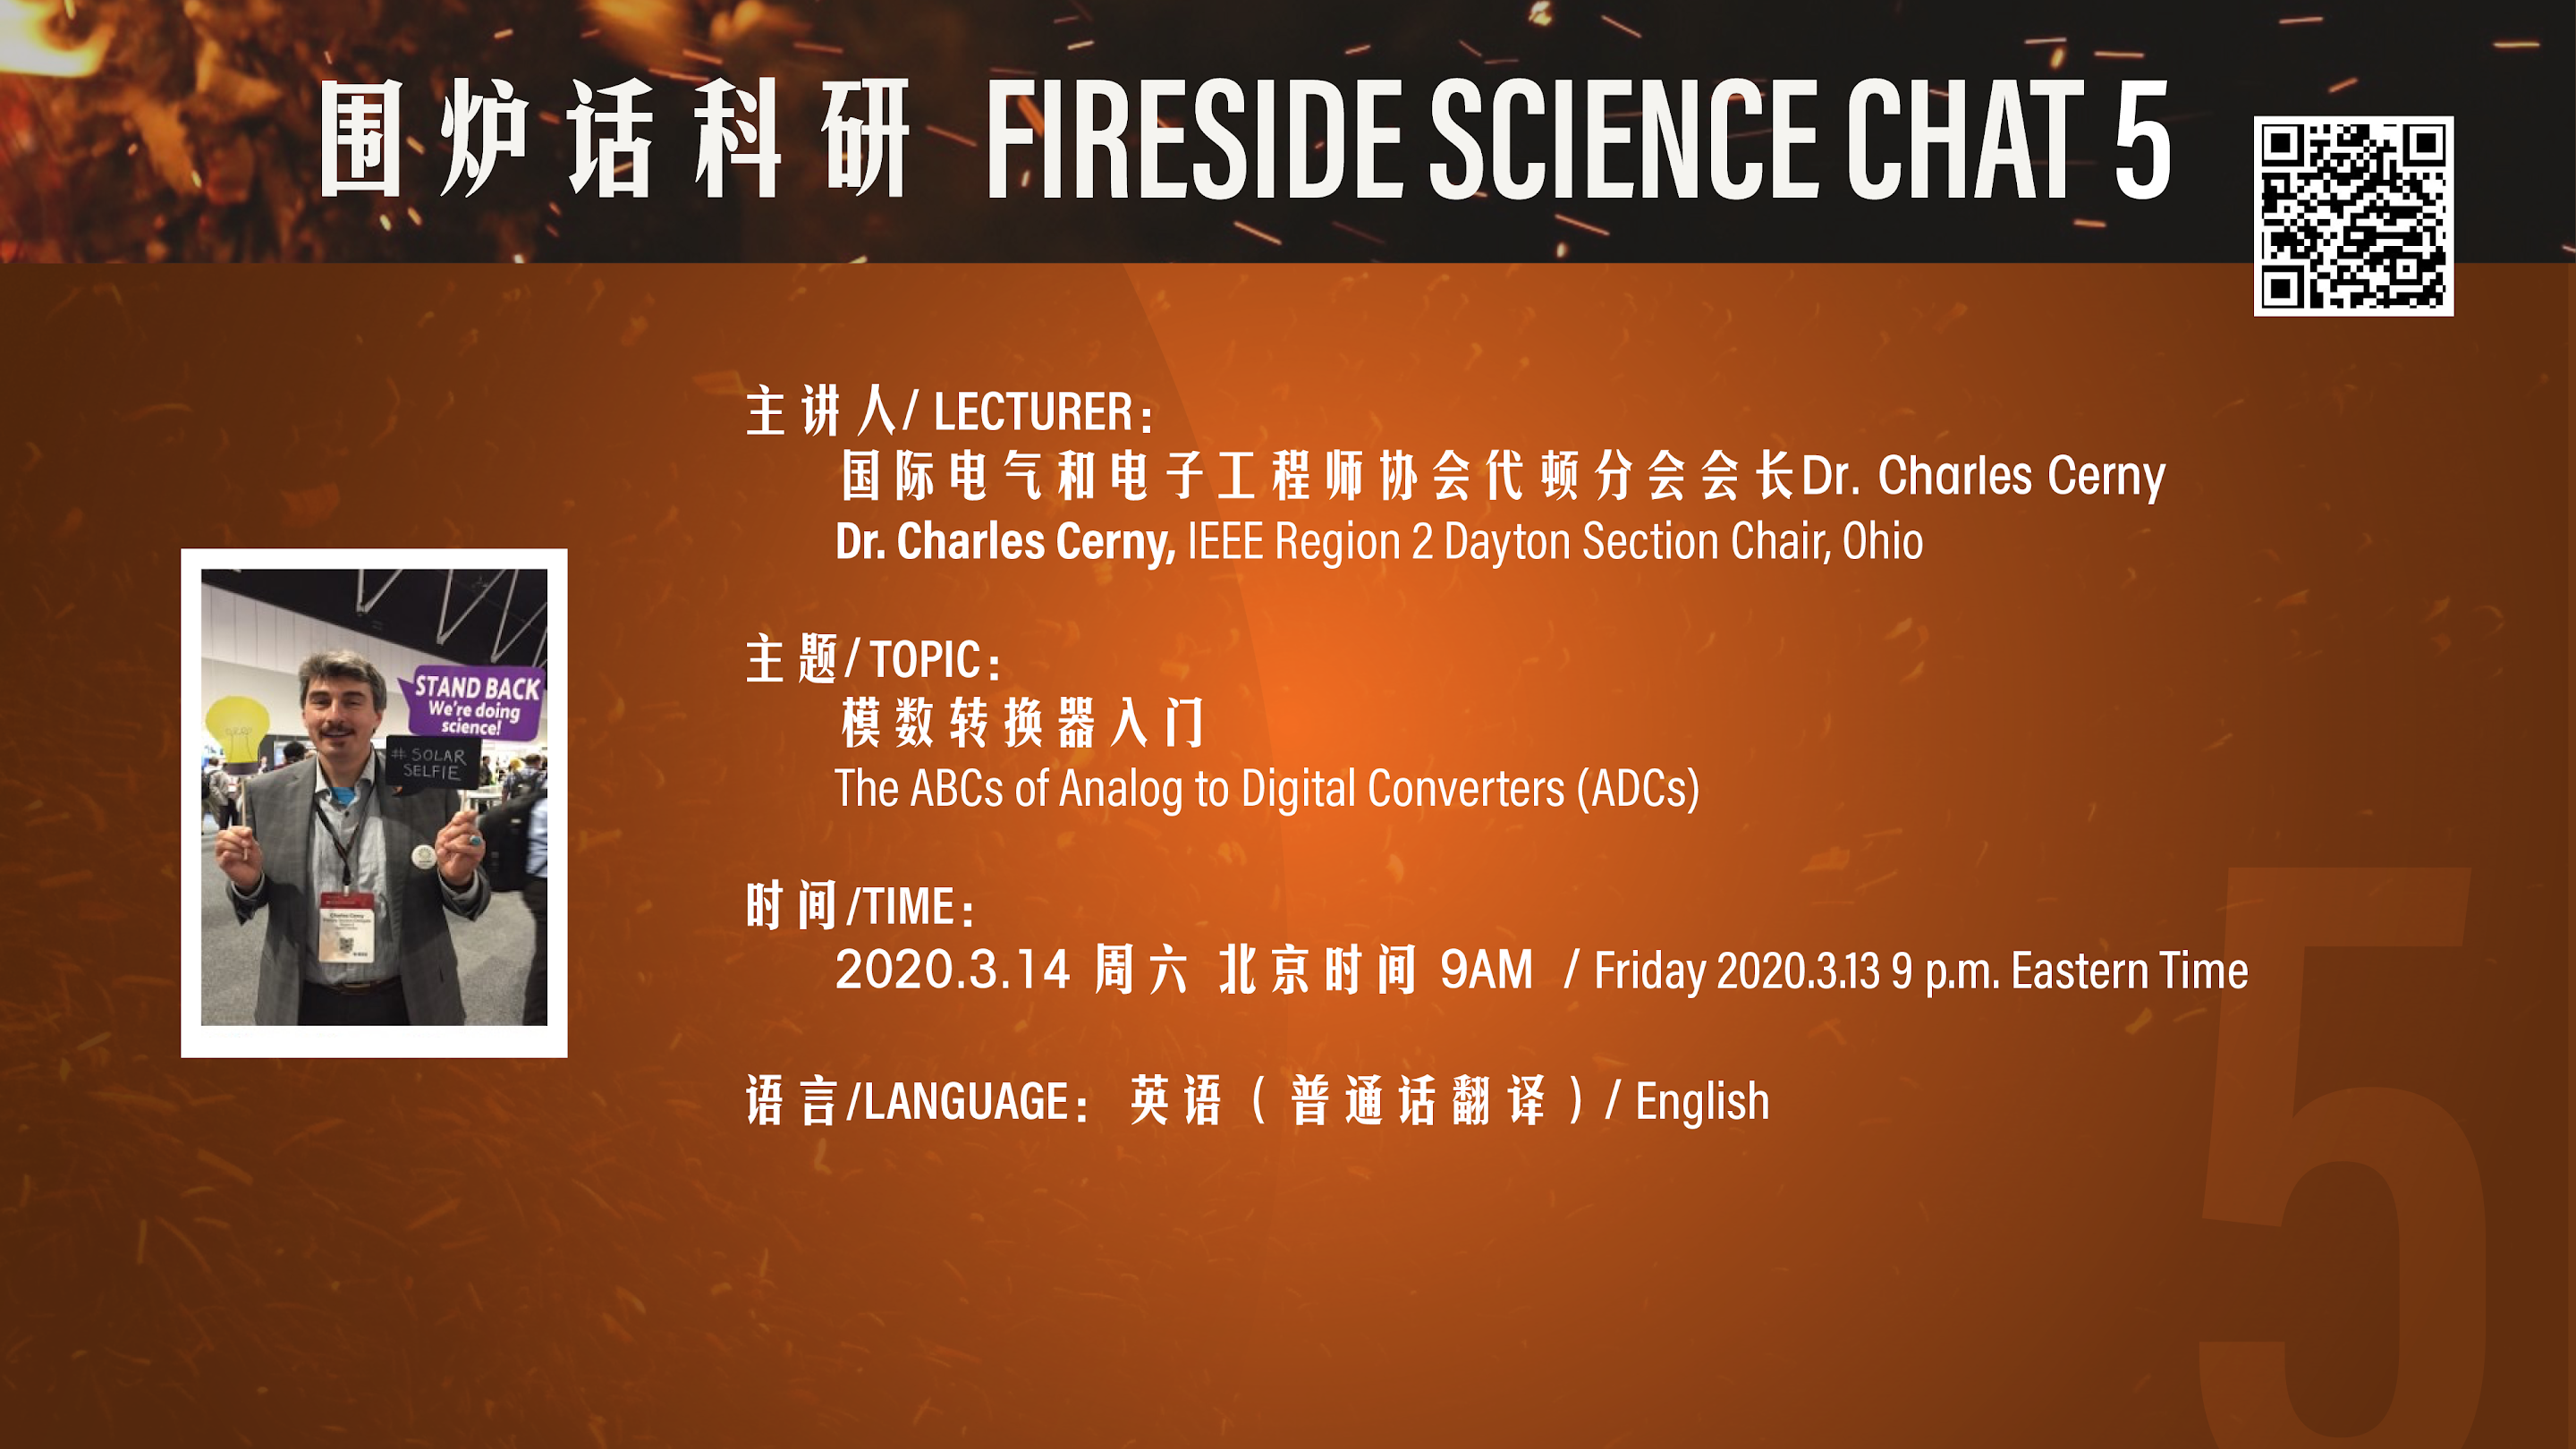 围炉话科研 FIRESIDE SCIENCE CHAT 5
主讲人/ LECTURER：
国际电气和电子工程师协会代顿分会会长Dr. Charles Cerny
Dr. Charles Cerny, IEEE Region 2 Dayton Section Chair, Ohio
STAND BACK
We're doing
science!
# SOLAR
SELFIE
Charles Cerny
主题/ TOPIC：
模数转换器入门
The ABCs of Analog to Digital Converters (ADCs)
时间/TIME：
2020.3.14 周六 北京时间 9AM / Friday 2020.3.13 9 p.m. Eastern Time
语言/LANGUAGE： 英语（普通话翻译）/ English
5